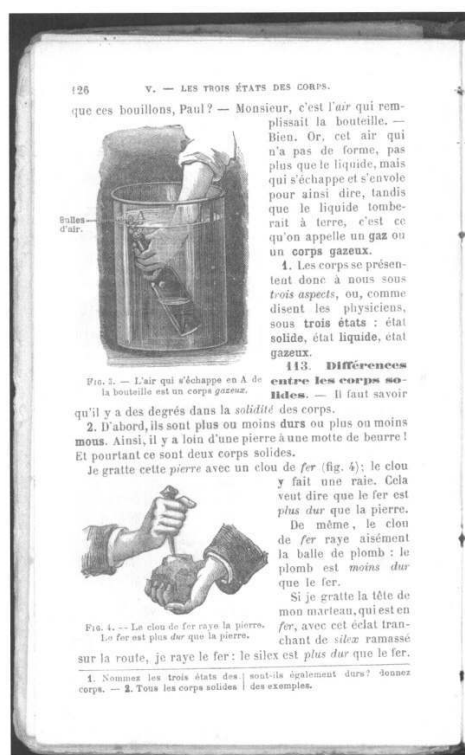 126
V. — LES TROIS ÉTATS DES CORPS.
que ces bouillons, Paul ? — Monsieur, c'est l'air qui rem-
plissait la bouteille. —
Bien. Or, cet air qui
n'a pas de forme, pas
plus que le liquide, mais
qui s'échappe et s'envole
pour ainsi dire, tandis
que le liquide tombe-
rait à terre, c'est ce
qu'on appelle un gaz ou
un corps gazeux.
1. Les corps se présen-
tent donc à nous sous
trois aspects, ou, comme
disent les physiciens,
sous trois états : état
solide, état liquide, état
gazeux.
Bulles
d'air.
FIG. 3. — L'air qui s'échappe en A de
la bouteille est un corps gazeux.
113. Différences
entre les corps so-
lides. — Il faut savoir
qu'il y a des degrés dans la solidité des corps.
2. D'abord, ils sont plus ou moins durs ou plus ou moins
mous. Ainsi, il y a loin d'une pierre à une motte de beurre !
Et pourtant ce sont deux corps solides.
Je gratte cette pierre avec un clou de fer (fig. 4); le clou
y fait une raie. Cela
veut dire que le fer est
plus dur que la pierre.
De même, le clou
de fer raye aisément
la balle de plomb : le
plomb est moins dur
que le fer.
Si je gratte la tête de
mon marteau, qui est en
fer, avec cet éclat tran-
chant de silex ramassé
FIG. 4. — Le clou de fer raye la pierre.
Le fer est plus dur que la pierre.
sur la route, je raye le fer : le silex est plus dur que le fer.
1. Nommez les trois états des
corps. — 2. Tous les corps solides
sont-ils également durs? donnez
des exemples.